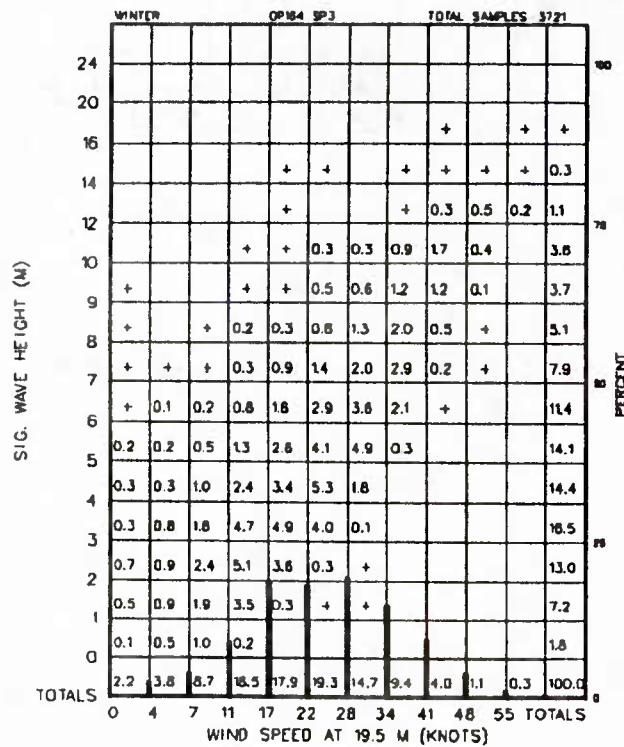 WINTER OP164 SP3 TOTAL SAMPLES 3721
24 100
20
+ + +
16
+ + + + + + 0.3
14
+ + 0.3 0.5 0.2 1.1
12 75
+ + 0.3 0.3 0.9 1.7 0.4 3.6
10
+ + + 0.5 0.6 1.2 1.2 0.1 3.7
9
+ + 0.2 0.3 0.6 1.3 2.0 0.5 + 5.1
8
+ + + 0.3 0.9 1.4 2.0 2.9 0.2 + 7.9
7
+ 0.1 0.2 0.8 1.6 2.9 3.6 2.1 + 11.4
6
0.2 0.2 0.5 1.3 2.6 4.1 4.9 0.3 14.1
5
0.3 0.3 1.0 2.4 3.4 5.3 1.8 14.4
4
0.3 0.8 1.8 4.7 4.9 4.0 0.1 16.5
3 25
0.7 0.9 2.4 5.1 3.6 0.3 + 13.0
2
0.5 0.9 1.9 3.5 0.3 + + 7.2
1
0.1 0.5 1.0 0.2 1.8
0
2.2 3.8 8.7 18.5 17.9 19.3 14.7 9.4 4.0 1.1 0.3 100.0
TOTALS 0
0 4 7 11 17 22 28 34 41 48 55 TOTALS
WIND SPEED AT 19.5 M (KNOTS)
SIG. WAVE HEIGHT (M)
PERCENT